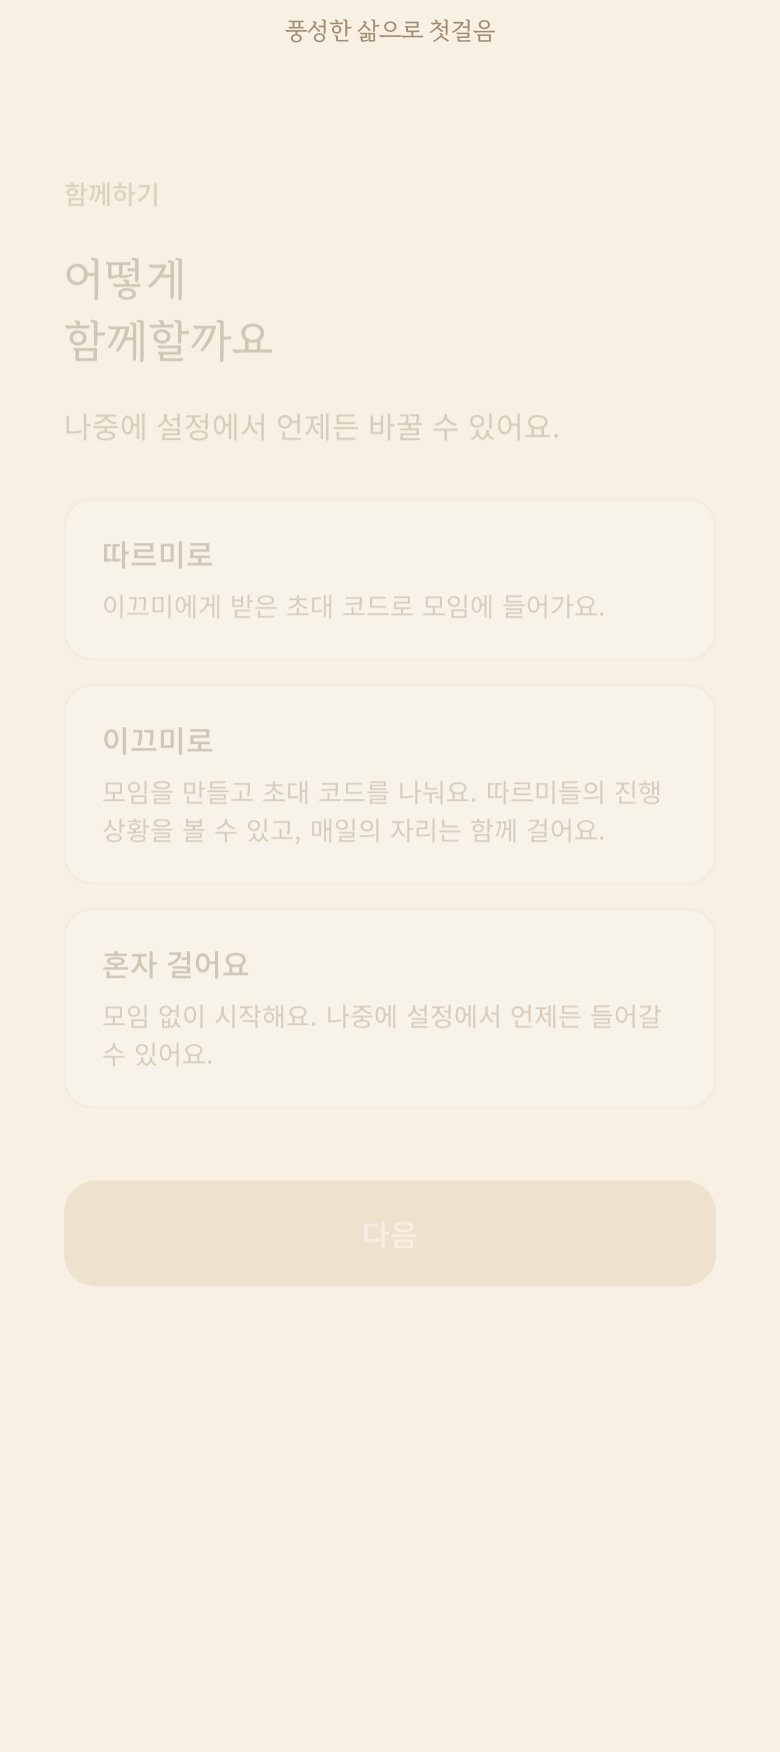 풍성한 삶으로 첫걸음
함께하기
어떻게
함께할까요
나중에 설정에서 언제든 바꿀 수 있어요.
따르미로
이끄미에게 받은 초대 코드로 모임에 들어가요.
이끄미로
모임을 만들고 초대 코드를 나눠요. 따르미들의 진행
상황을 볼 수 있고, 매일의 자리는 함께 걸어요.
혼자 걸어요
모임 없이 시작해요. 나중에 설정에서 언제든 들어갈
수 있어요.
다음